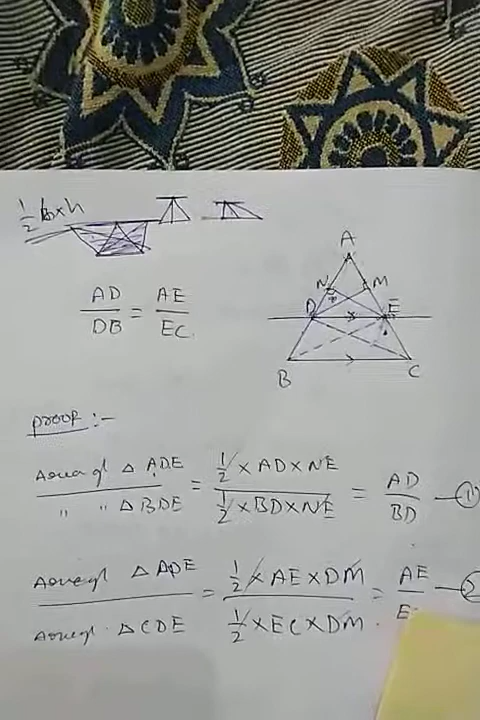 1/2 b×h
A
N M
D E
B C
AD/DB = AE/EC
proof :-
Area of △ ADE / " " △ BDE = 1/2 × AD × NE / 1/2 × BD × NE = AD/BD — ①
Area of △ ADE / Area of △ CDE = 1/2 × AE × DM / 1/2 × EC × DM = AE/E — ②